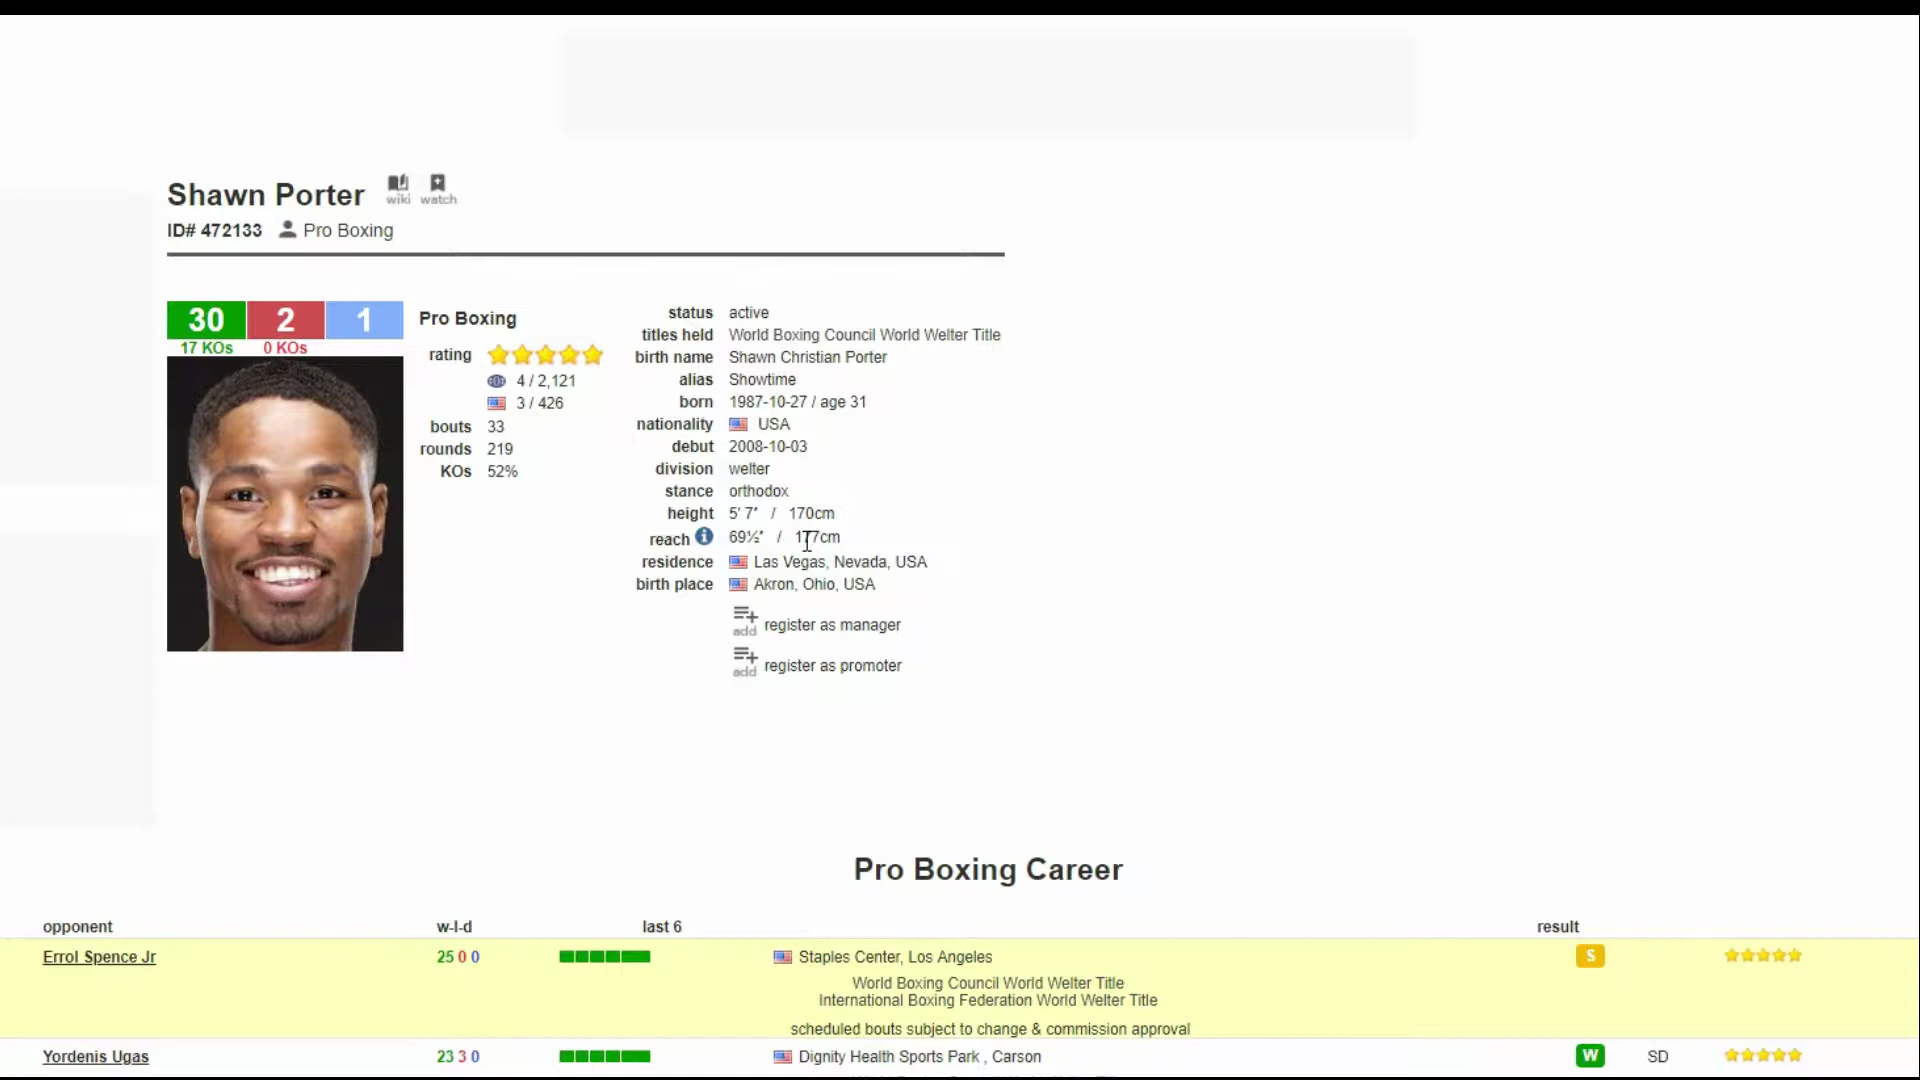 Shawn Porter wiki watch
ID# 472133 Pro Boxing
30 2 1
17 KOs 0 KOs
Pro Boxing
rating
4 / 2,121
3 / 426
bouts 33
rounds 219
KOs 52%
status active
titles held World Boxing Council World Welter Title
birth name Shawn Christian Porter
alias Showtime
born 1987-10-27 / age 31
nationality USA
debut 2008-10-03
division welter
stance orthodox
height 5′ 7″ / 170cm
reach 69½″ / 177cm
residence Las Vegas, Nevada, USA
birth place Akron, Ohio, USA
add register as manager
add register as promoter
Pro Boxing Career
opponent w-l-d last 6 result
Errol Spence Jr 25 0 0 Staples Center, Los Angeles S
World Boxing Council World Welter Title
International Boxing Federation World Welter Title
scheduled bouts subject to change & commission approval
Yordenis Ugas 23 3 0 Dignity Health Sports Park , Carson W SD